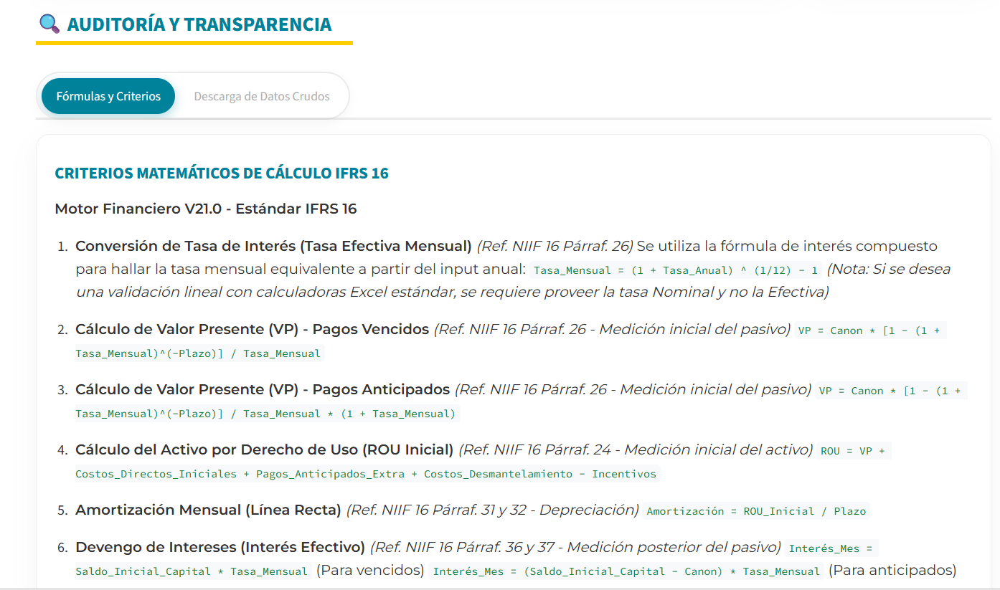 AUDITORÍA Y TRANSPARENCIA
Fórmulas y Criterios
Descarga de Datos Crudos
CRITERIOS MATEMÁTICOS DE CÁLCULO IFRS 16
Motor Financiero V21.0 - Estándar IFRS 16
1. Conversión de Tasa de Interés (Tasa Efectiva Mensual) (Ref. NIIF 16 Párraf. 26) Se utiliza la fórmula de interés compuesto
para hallar la tasa mensual equivalente a partir del input anual: Tasa_Mensual = (1 + Tasa_Anual) ^ (1/12) - 1 (Nota: Si se desea
una validación lineal con calculadoras Excel estándar, se requiere proveer la tasa Nominal y no la Efectiva)
2. Cálculo de Valor Presente (VP) - Pagos Vencidos (Ref. NIIF 16 Párraf. 26 - Medición inicial del pasivo) VP = Canon * [1 - (1 +
Tasa_Mensual)^(-Plazo)] / Tasa_Mensual
3. Cálculo de Valor Presente (VP) - Pagos Anticipados (Ref. NIIF 16 Párraf. 26 - Medición inicial del pasivo) VP = Canon * [1 - (1 +
Tasa_Mensual)^(-Plazo)] / Tasa_Mensual * (1 + Tasa_Mensual)
4. Cálculo del Activo por Derecho de Uso (ROU Inicial) (Ref. NIIF 16 Párraf. 24 - Medición inicial del activo) ROU = VP +
Costos_Directos_Iniciales + Pagos_Anticipados_Extra + Costos_Desmantelamiento - Incentivos
5. Amortización Mensual (Línea Recta) (Ref. NIIF 16 Párraf. 31 y 32 - Depreciación) Amortización = ROU_Inicial / Plazo
6. Devengo de Intereses (Interés Efectivo) (Ref. NIIF 16 Párraf. 36 y 37 - Medición posterior del pasivo) Interés_Mes =
Saldo_Inicial_Capital * Tasa_Mensual (Para vencidos) Interés_Mes = (Saldo_Inicial_Capital - Canon) * Tasa_Mensual (Para anticipados)